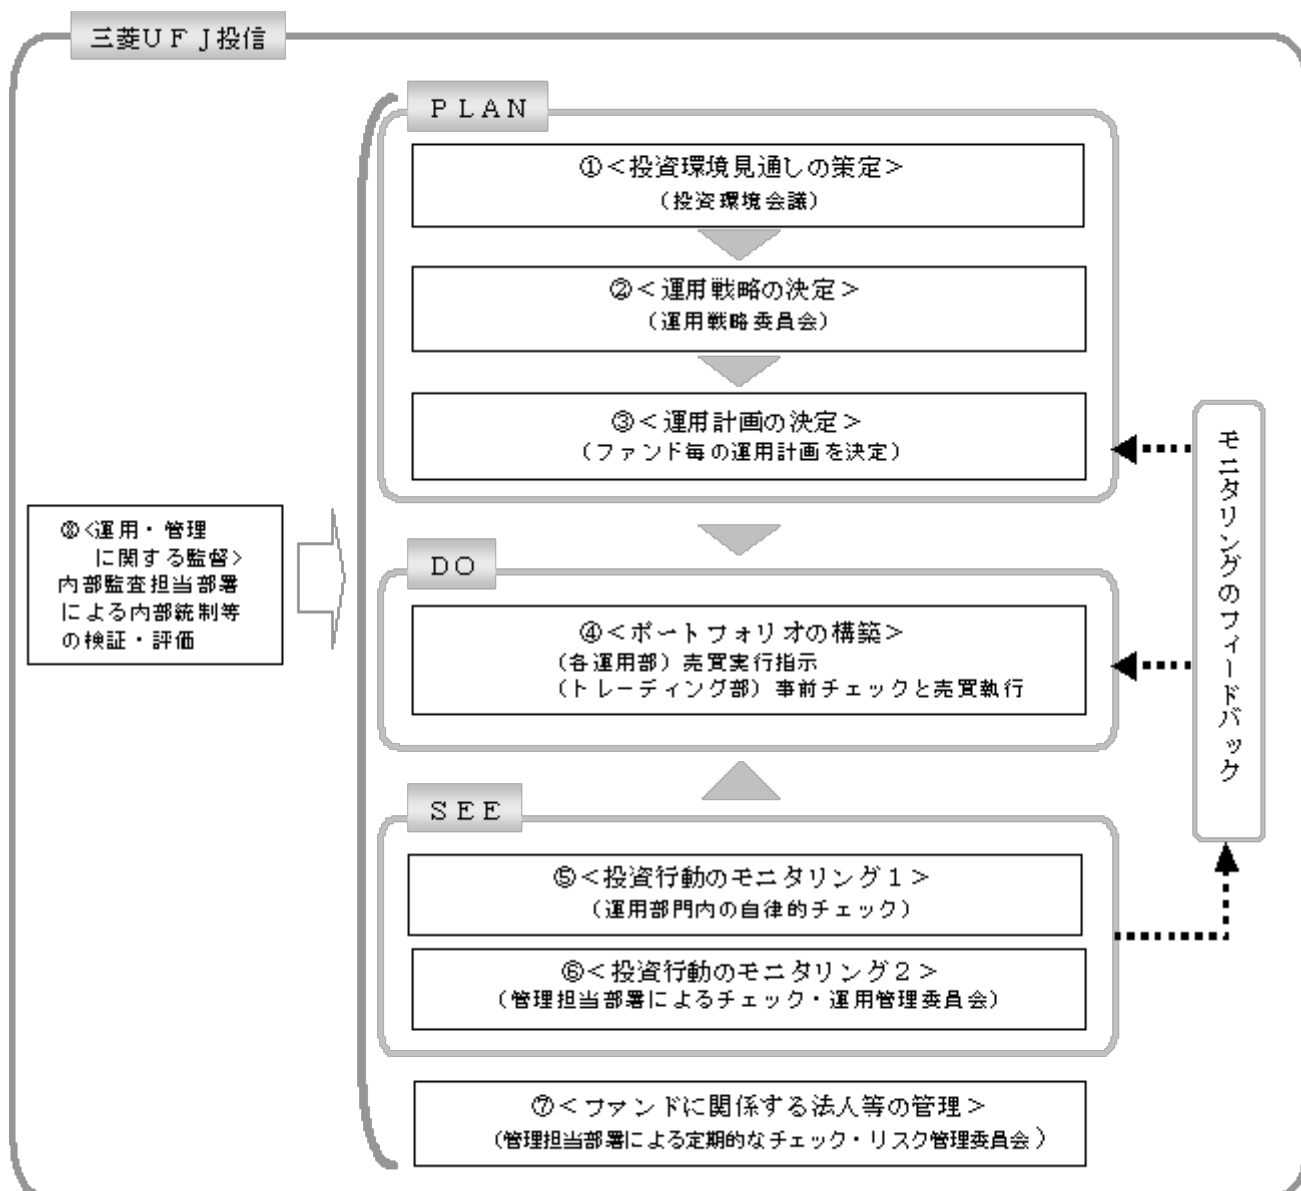 三菱ＵＦＪ投信
ＰＬＡＮ
①＜投資環境見通しの策定＞
（投資環境会議）
②＜運用戦略の決定＞
（運用戦略委員会）
③＜運用計画の決定＞
（ファンド毎の運用計画を決定）
モニタリングのフィードバック
⑧＜運用・管理
に関する監督＞
内部監査担当部署
による内部統制等
の検証・評価
ＤＯ
④＜ポートフォリオの構築＞
（各運用部）売買実行指示
（トレーディング部）事前チェックと売買執行
ＳＥＥ
⑤＜投資行動のモニタリング１＞
（運用部門内の自律的チェック）
⑥＜投資行動のモニタリング２＞
（管理担当部署によるチェック・運用管理委員会）
⑦＜ファンドに関係する法人等の管理＞
（管理担当部署による定期的なチェック・リスク管理委員会）